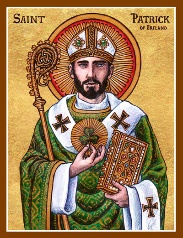 SAINT PATRICK
OF IRELAND